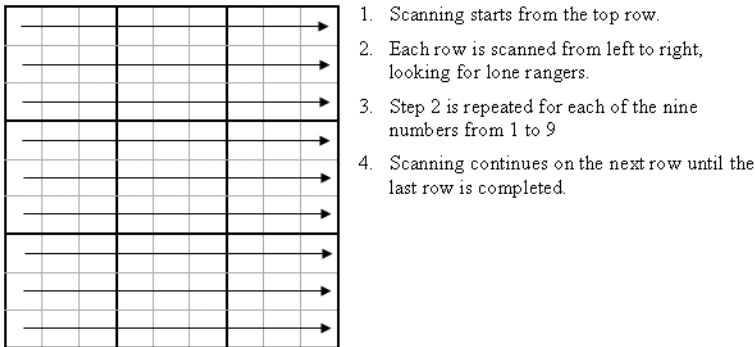 1. Scanning starts from the top row.
2. Each row is scanned from left to right,
looking for lone rangers.
3. Step 2 is repeated for each of the nine
numbers from 1 to 9
4. Scanning continues on the next row until the
last row is completed.